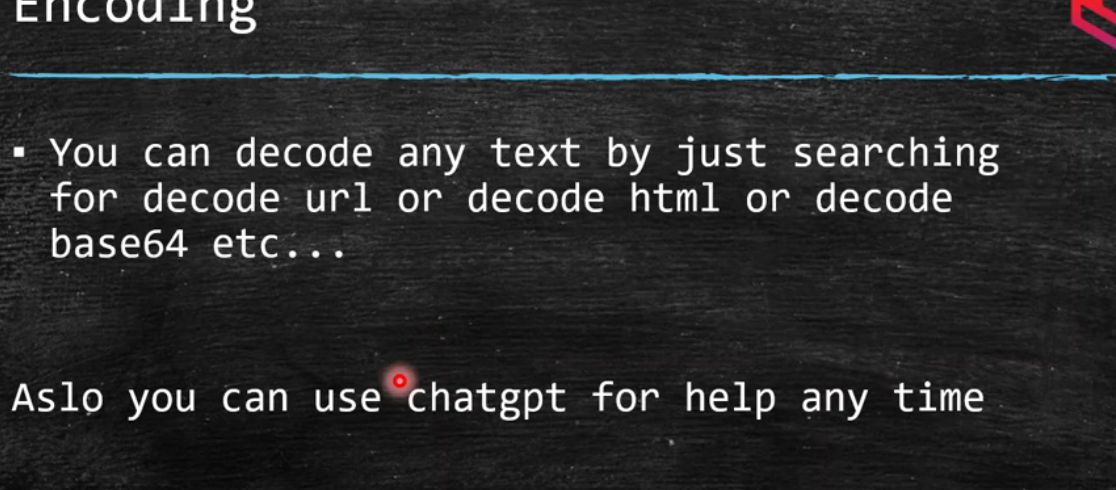 Encoding
▪ You can decode any text by just searching
for decode url or decode html or decode
base64 etc...
Aslo you can use chatgpt for help any time